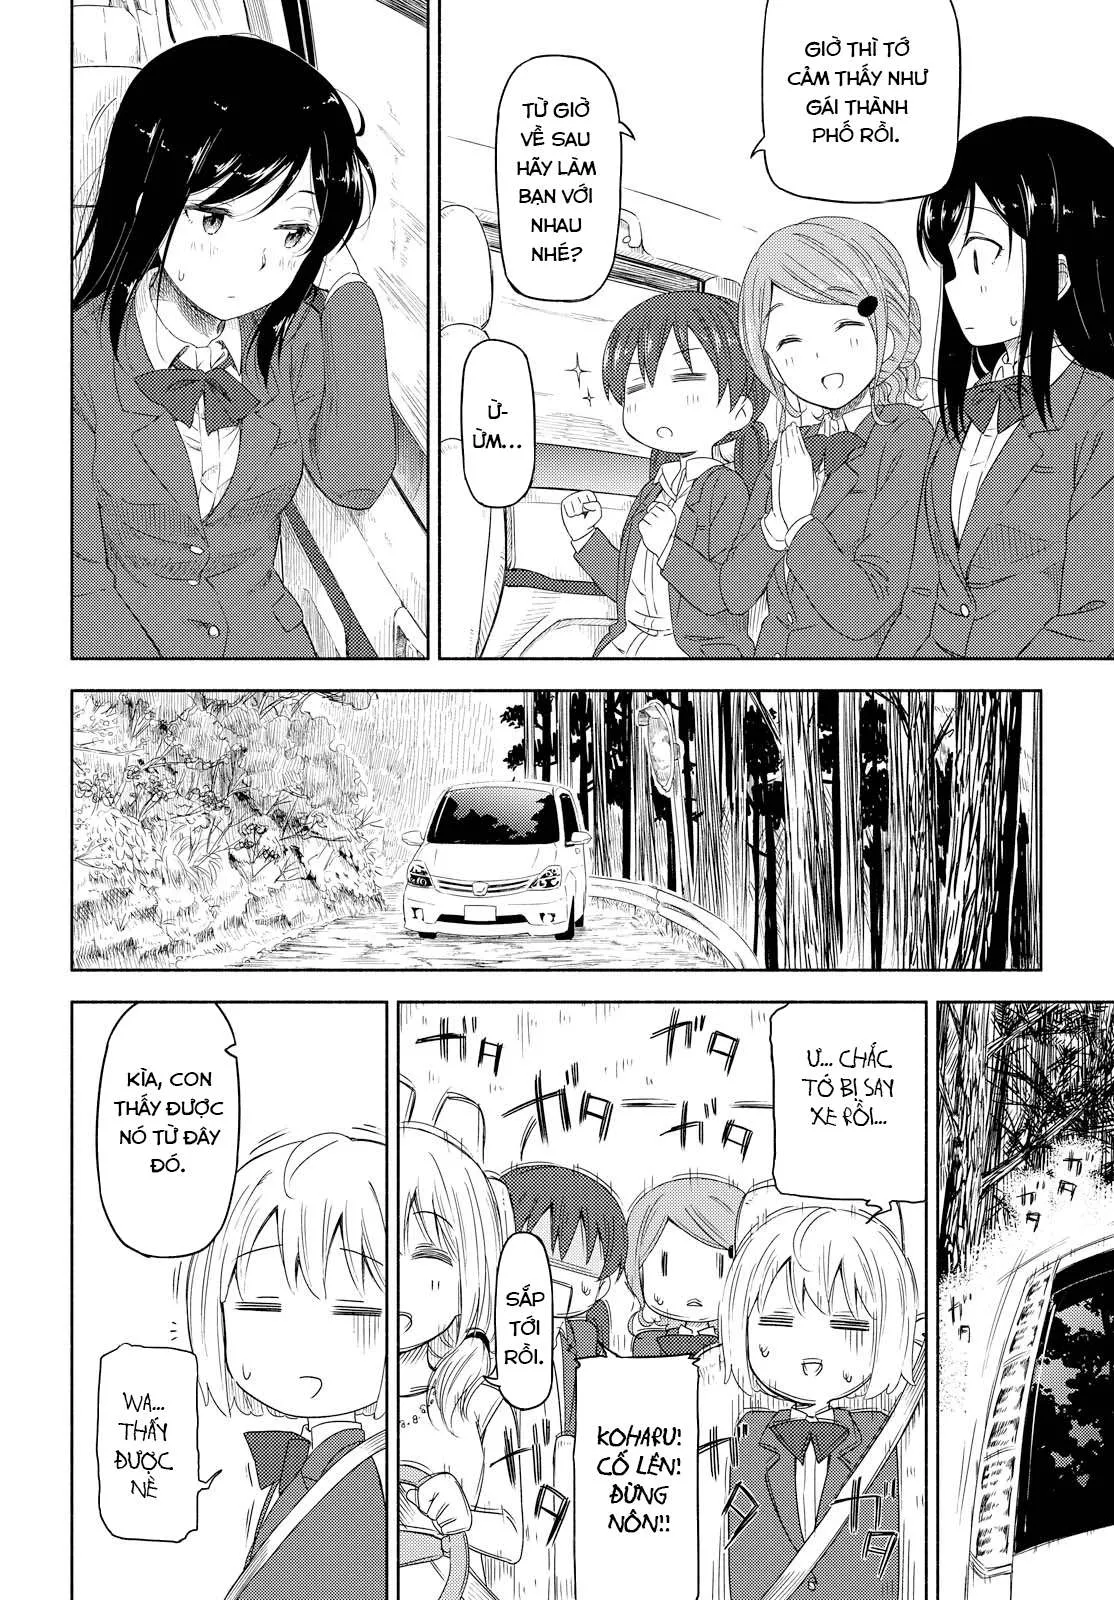 GIỜ THÌ TỚ
CẢM THẤY NHƯ
GÁI THÀNH
PHỐ RỒI.
TỪ GIỜ
VỀ SAU
HÃY LÀM
BẠN VỚI
NHAU
NHÉ?
Ừ-
ỪM...
Ư... CHẮC
TỚ BỊ SAY
XE RỒI...
ガタ
ガタ
ガタ
ガタ
ガタ
ガタ
ガタ
SẮP
TỚI
RỒI.
KOHARU!
CỐ LÊN!
ĐỪNG
NÔN!!
KÌA, CON
THẤY ĐƯỢC
NÓ TỪ ĐÂY
ĐÓ.
WA...
THẤY
ĐƯỢC
NÈ